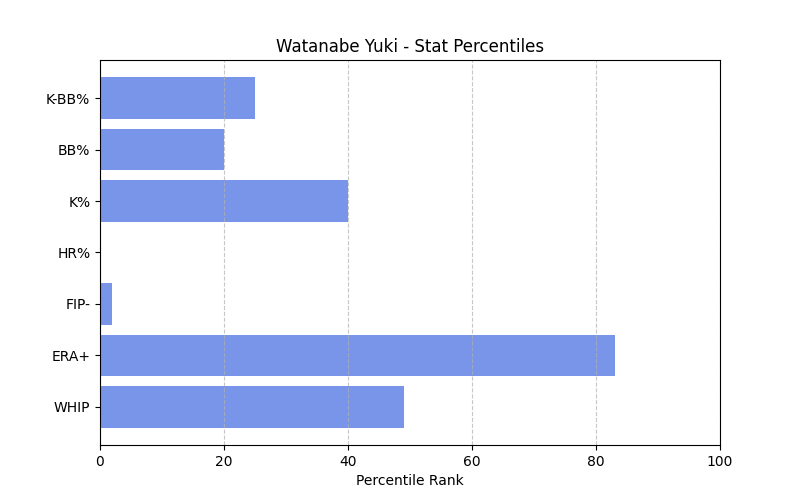 Watanabe Yuki - Stat Percentiles
K-BB%
BB%
K%
HR%
FIP-
ERA+
WHIP
0 20 40 60 80 100
Percentile Rank